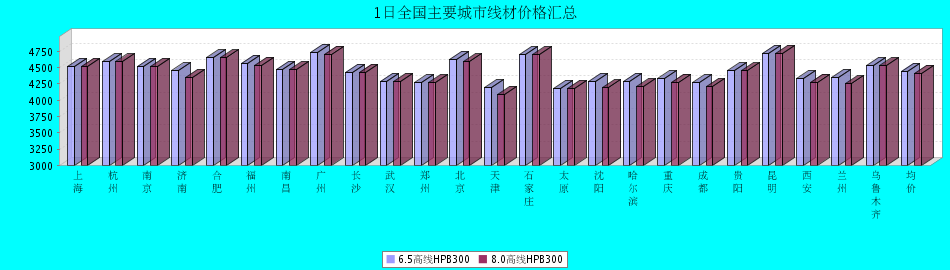 1日全国主要城市线材价格汇总
4750
4500
4250
4000
3750
3500
3250
3000
上海
杭州
南京
济南
合肥
福州
南昌
广州
长沙
武汉
郑州
北京
天津
石家庄
太原
沈阳
哈尔滨
重庆
成都
贵阳
昆明
西安
兰州
乌鲁木齐
均价
6.5高线HPB300
8.0高线HPB300